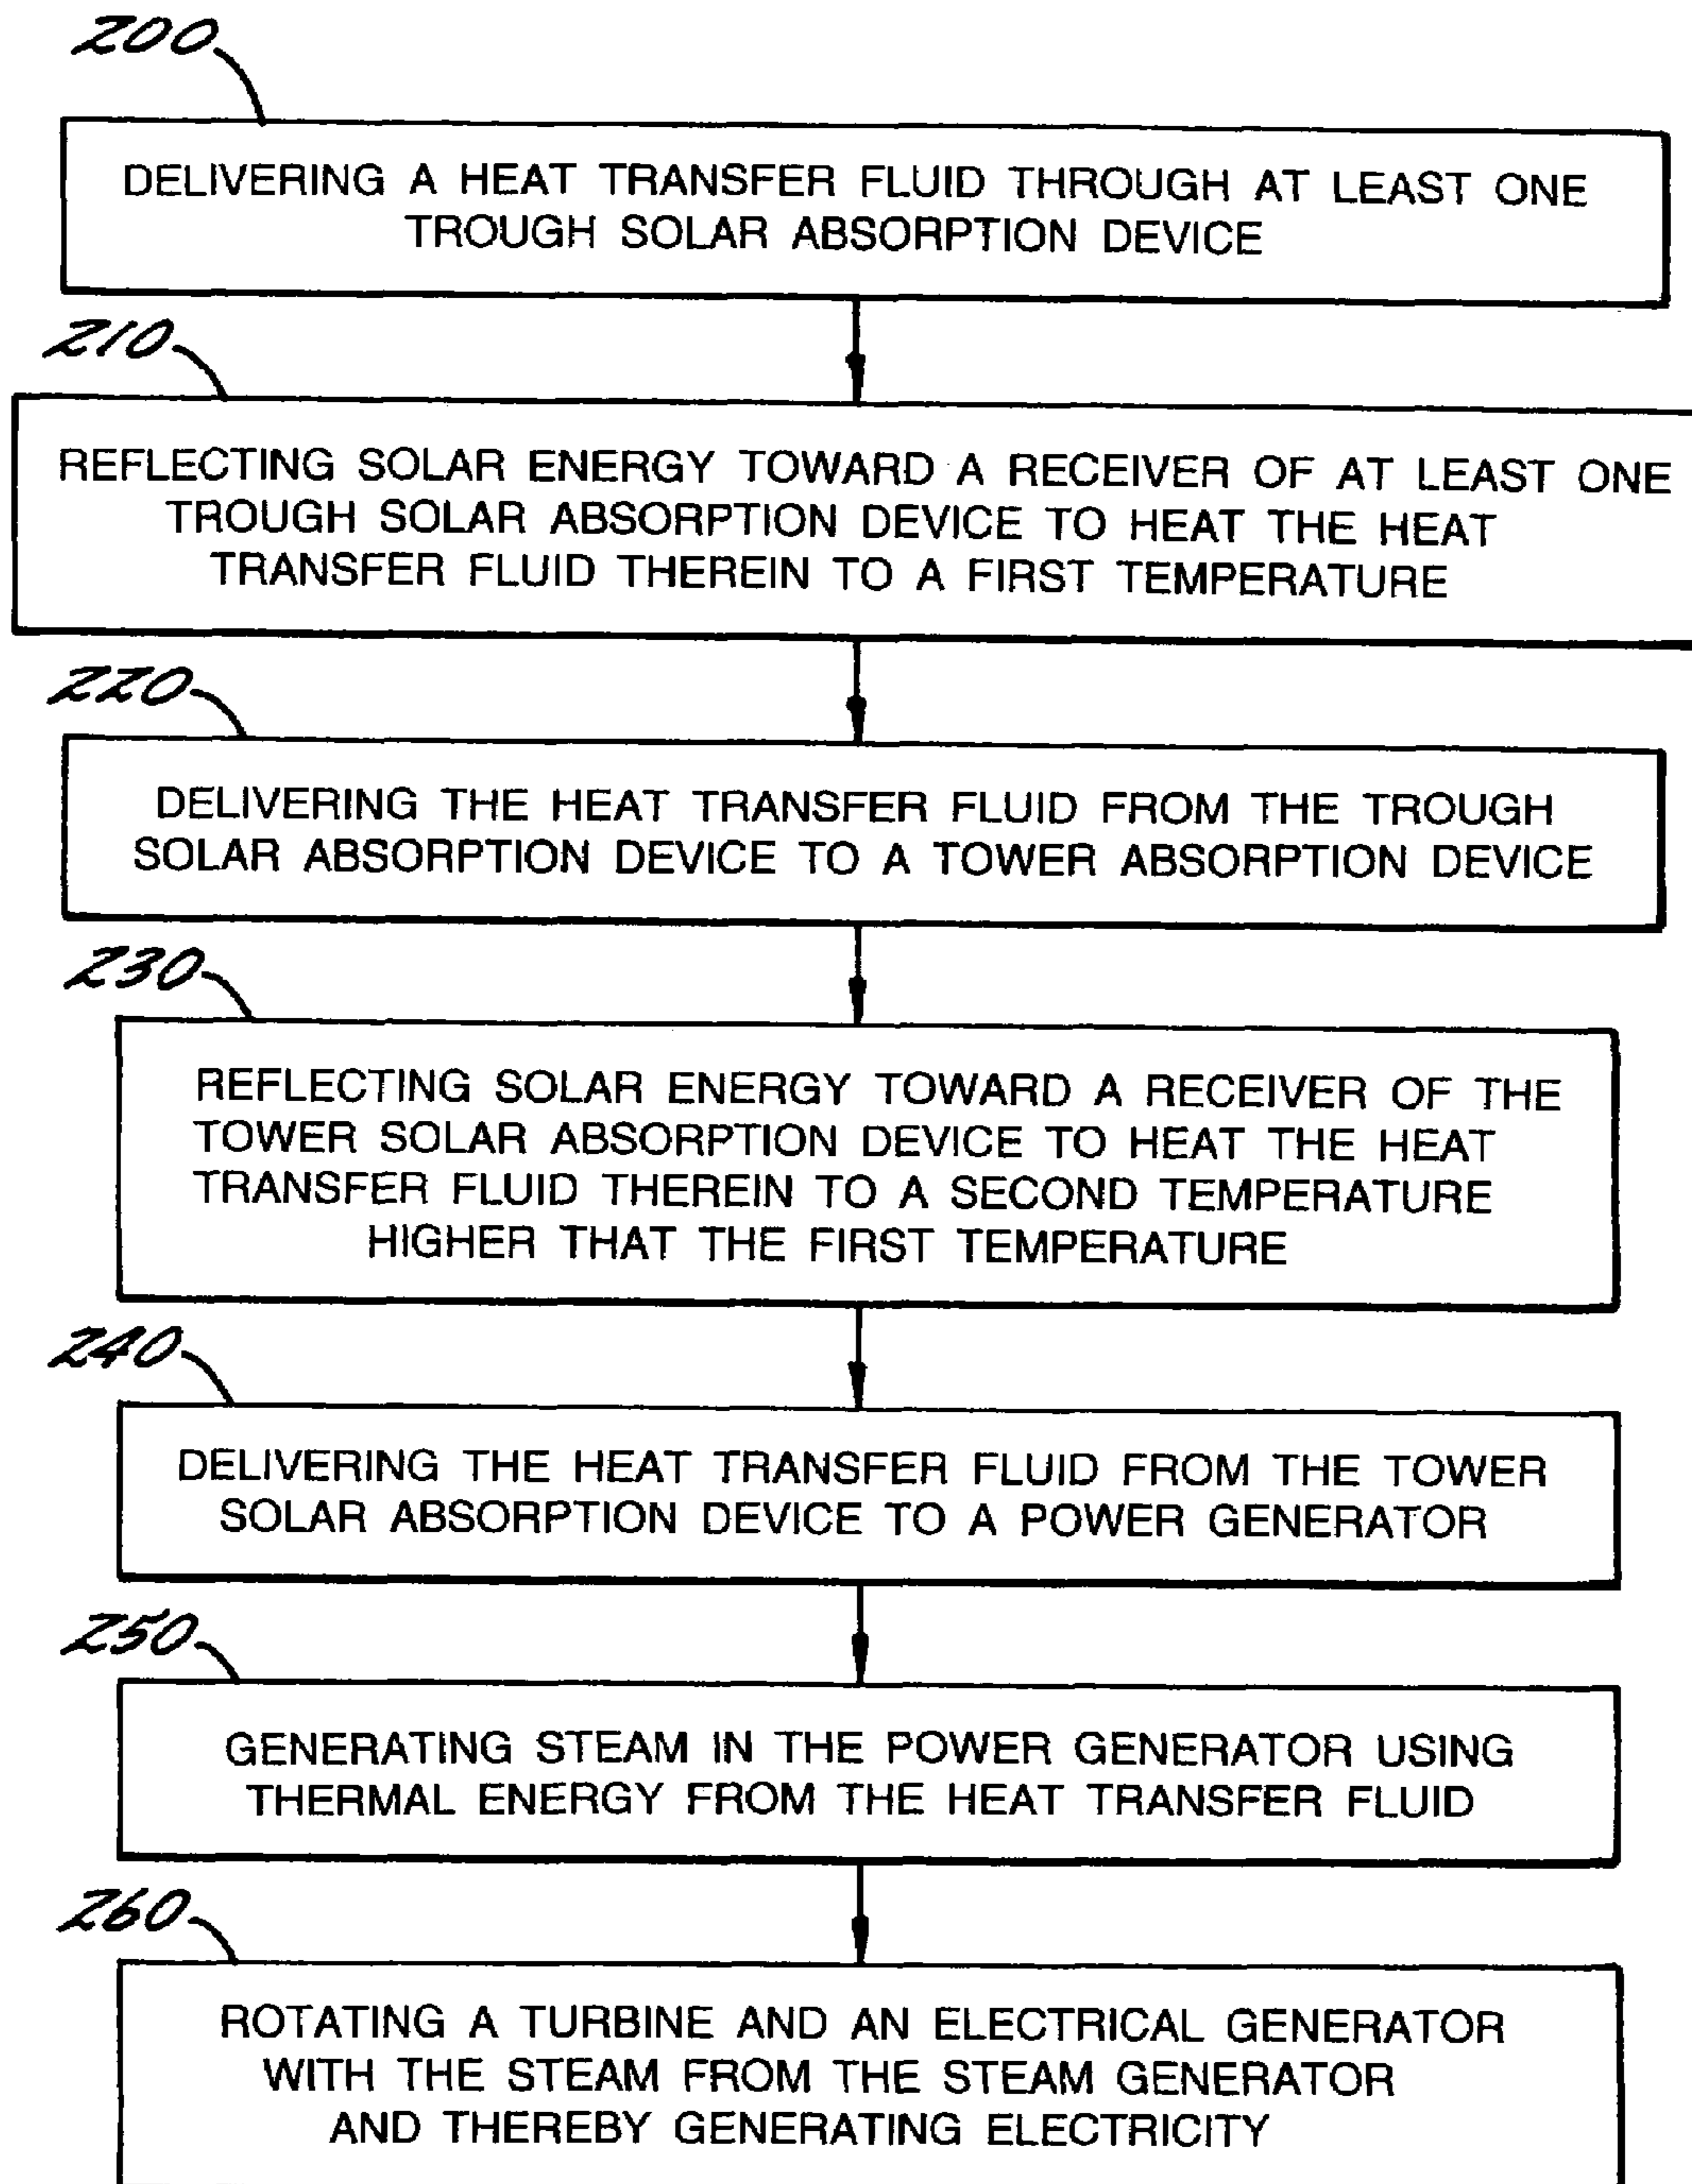 200
DELIVERING A HEAT TRANSFER FLUID THROUGH AT LEAST ONE
TROUGH SOLAR ABSORPTION DEVICE
210
REFLECTING SOLAR ENERGY TOWARD A RECEIVER OF AT LEAST ONE
TROUGH SOLAR ABSORPTION DEVICE TO HEAT THE HEAT
TRANSFER FLUID THEREIN TO A FIRST TEMPERATURE
220
DELIVERING THE HEAT TRANSFER FLUID FROM THE TROUGH
SOLAR ABSORPTION DEVICE TO A TOWER ABSORPTION DEVICE
230
REFLECTING SOLAR ENERGY TOWARD A RECEIVER OF THE
TOWER SOLAR ABSORPTION DEVICE TO HEAT THE HEAT
TRANSFER FLUID THEREIN TO A SECOND TEMPERATURE
HIGHER THAT THE FIRST TEMPERATURE
240
DELIVERING THE HEAT TRANSFER FLUID FROM THE TOWER
SOLAR ABSORPTION DEVICE TO A POWER GENERATOR
250
GENERATING STEAM IN THE POWER GENERATOR USING
THERMAL ENERGY FROM THE HEAT TRANSFER FLUID
260
ROTATING A TURBINE AND AN ELECTRICAL GENERATOR
WITH THE STEAM FROM THE STEAM GENERATOR
AND THEREBY GENERATING ELECTRICITY